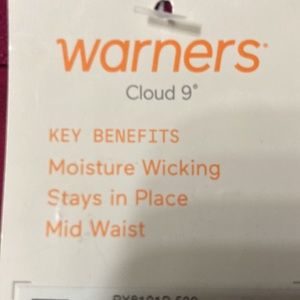 warners®
Cloud 9®
KEY BENEFITS
Moisture Wicking
Stays in Place
Mid Waist